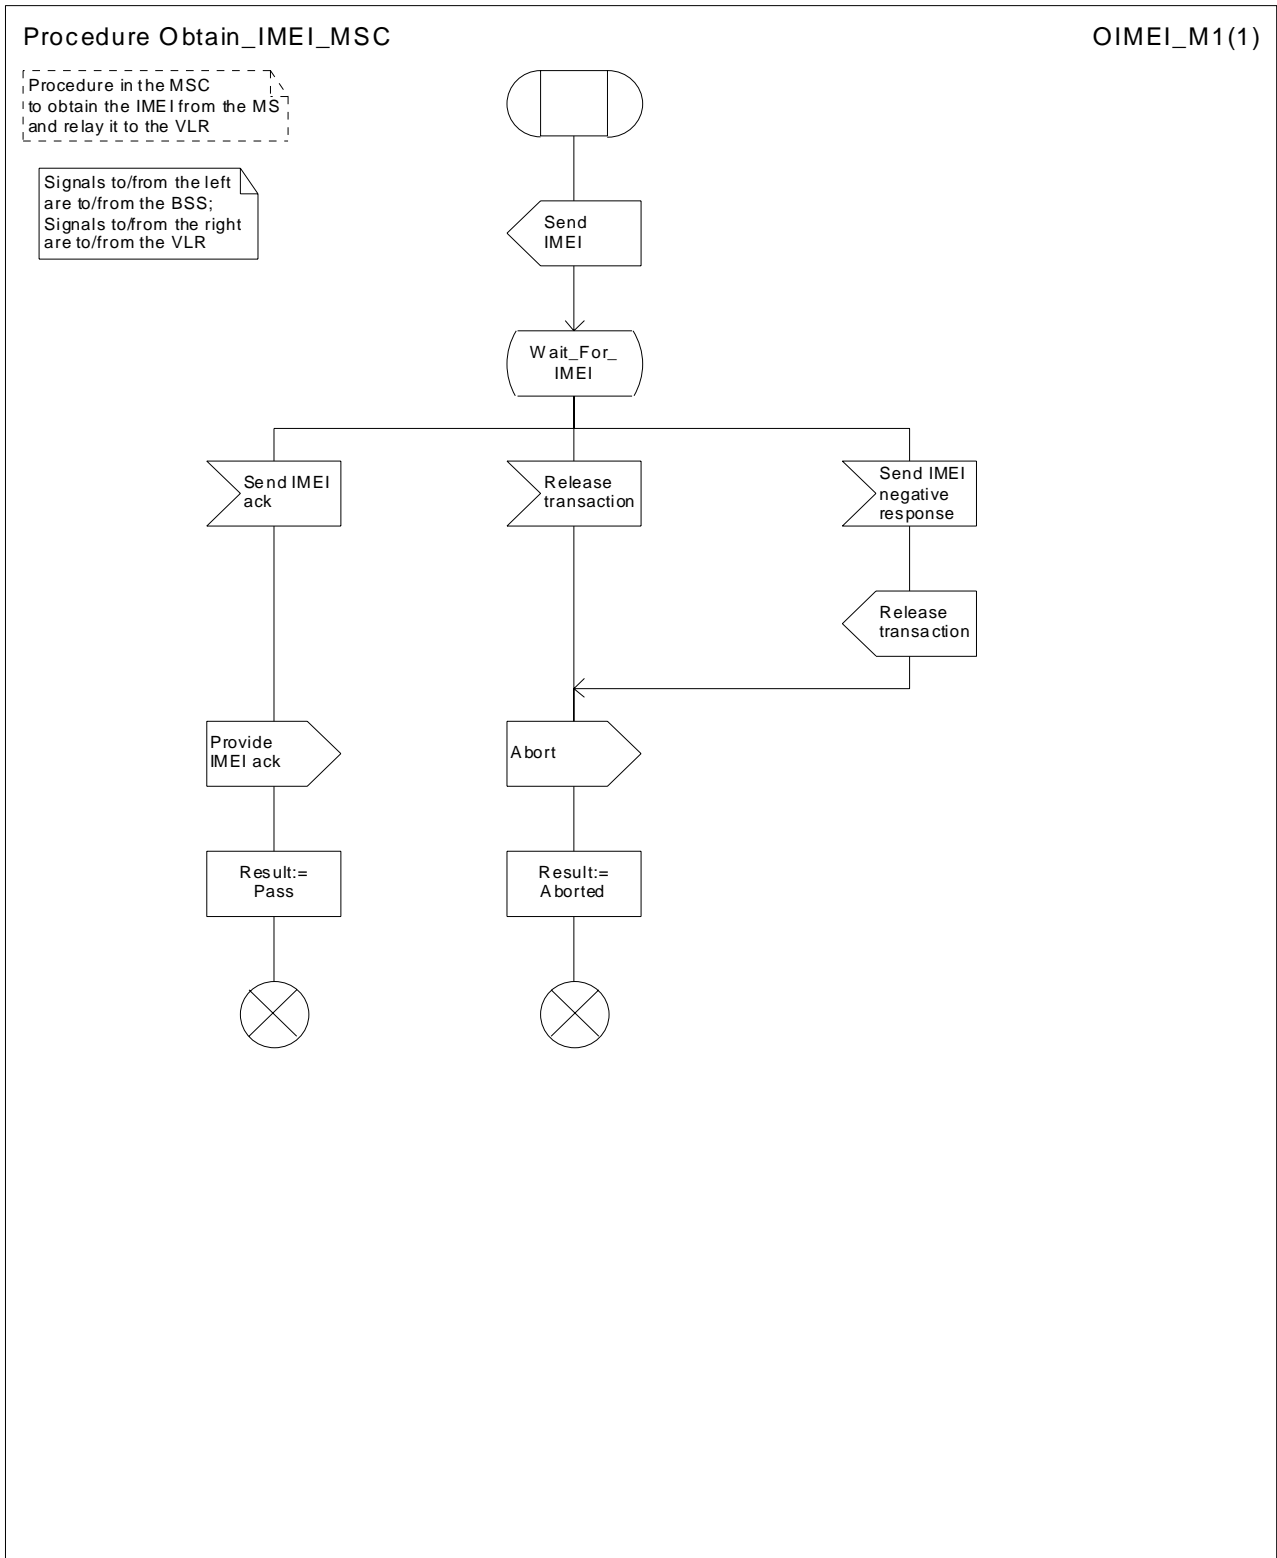 Procedure Obtain_IMEI_MSC
OIMEI_M1(1)
Procedure in the MSC
to obtain the IMEI from the MS
and relay it to the VLR
Signals to/from the left
are to/from the BSS;
Signals to/from the right
are to/from the VLR
Send
IMEI
Wait_For_
IMEI
Send IMEI
ack
Release
transaction
Send IMEI
negative
response
Release
transaction
Provide
IMEI ack
Abort
Result:=
Pass
Result:=
Aborted